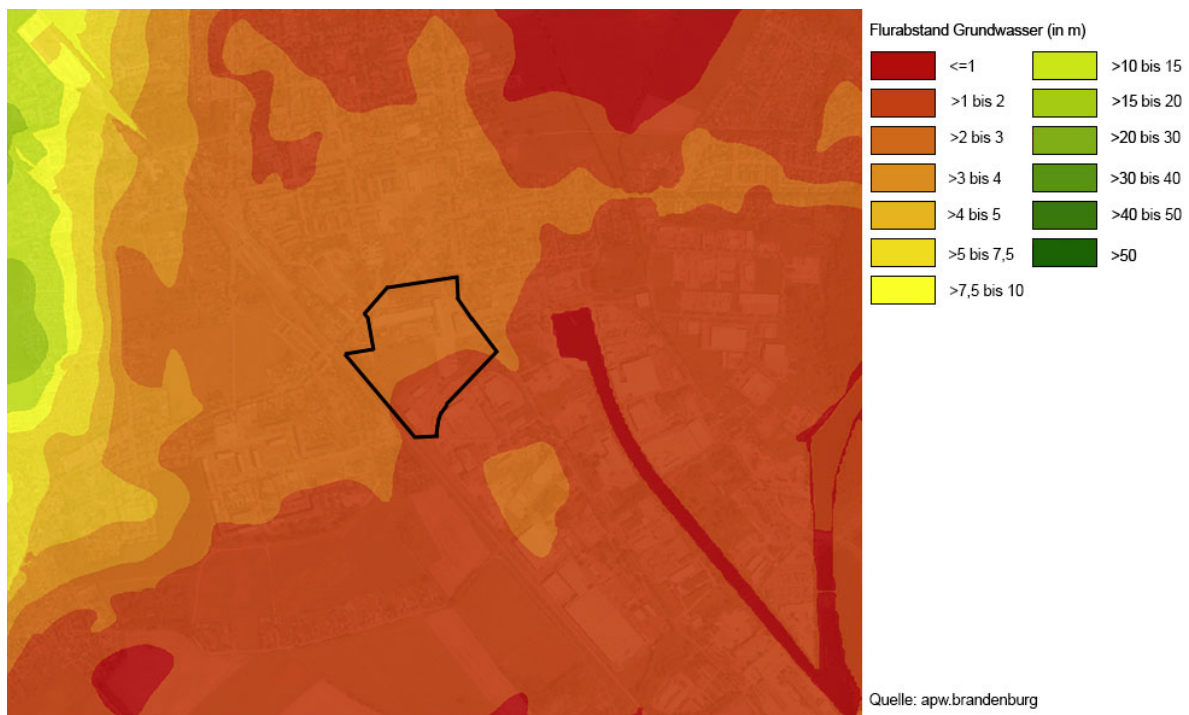 Flurabstand Grundwasser (in m)
<=1
>1 bis 2
>2 bis 3
>3 bis 4
>4 bis 5
>5 bis 7,5
>7,5 bis 10
>10 bis 15
>15 bis 20
>20 bis 30
>30 bis 40
>40 bis 50
>50
Quelle: apw.brandenburg